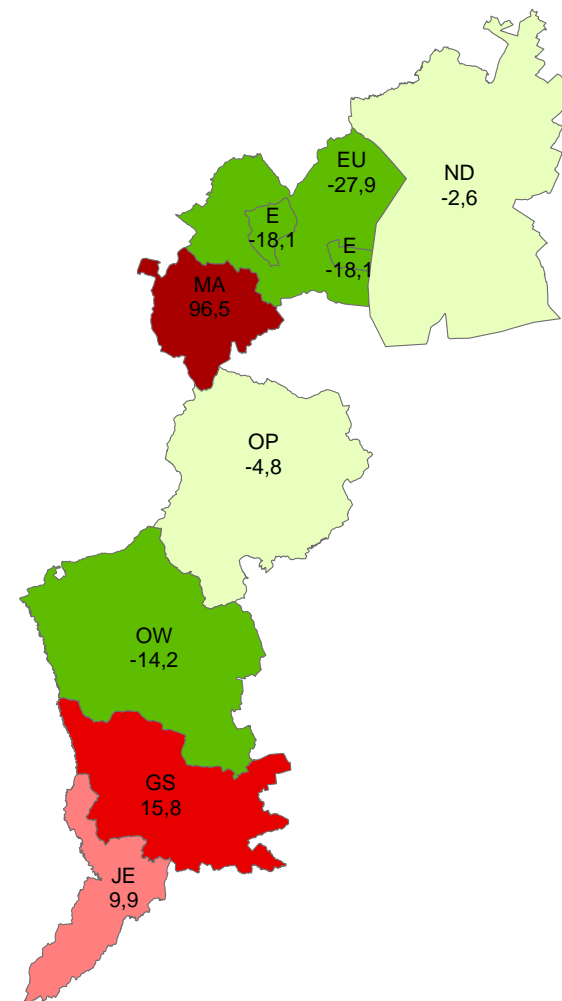 EU
-27,9
ND
-2,6
E
-18,1
E
-18,1
MA
96,5
OP
-4,8
OW
-14,2
GS
15,8
JE
9,9